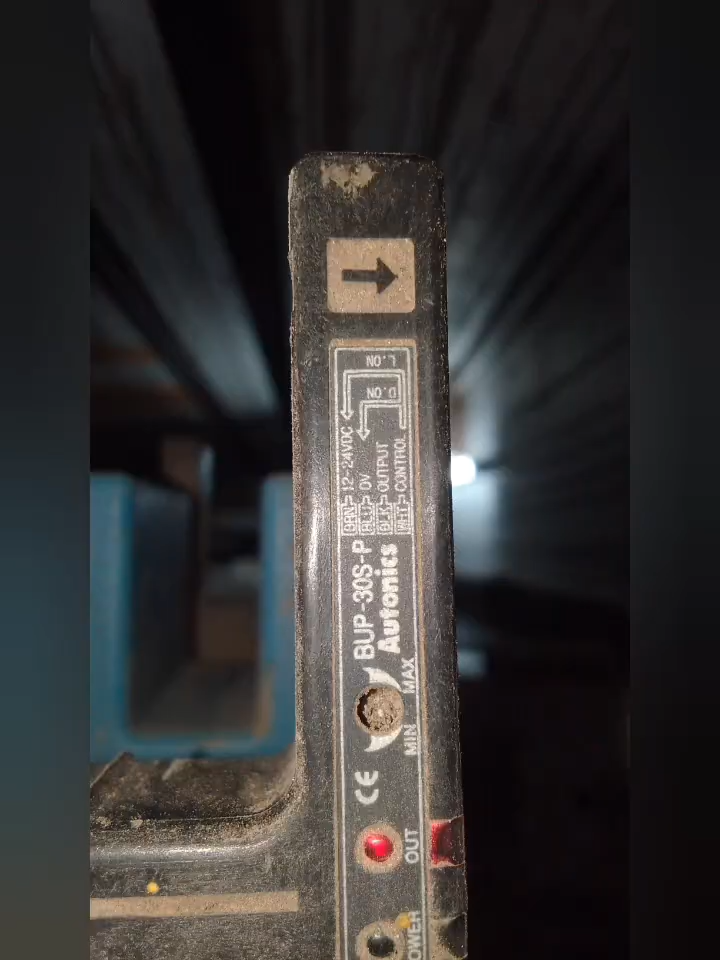 L.ON
D.ON
BRN 12-24VDC
BLU 0V
BLK OUTPUT
WHT CONTROL
BUP-30S-P
Autonics
MIN MAX
CE
OUT
POWER